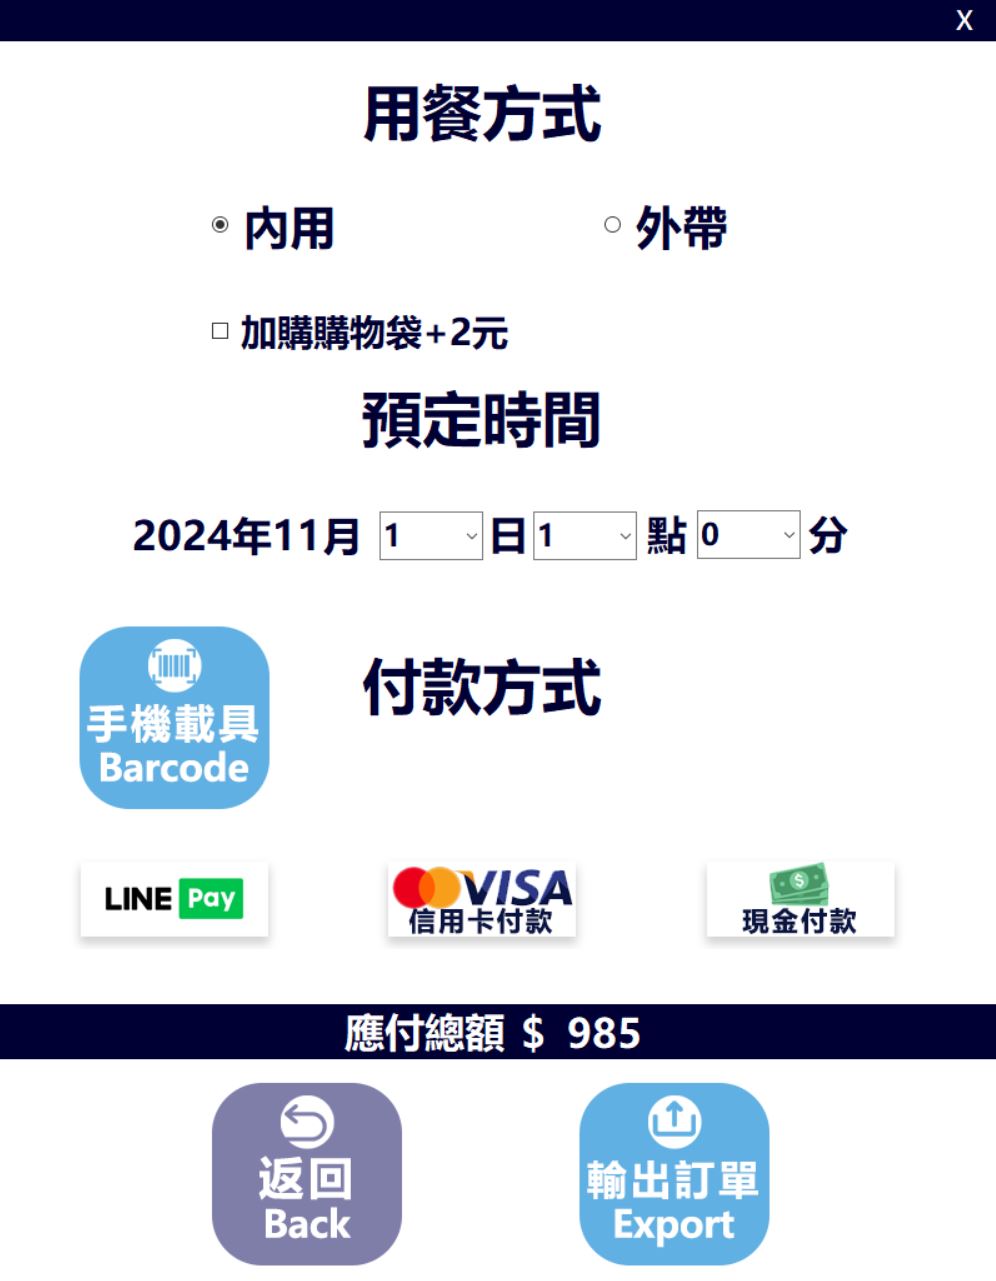 X
用餐方式
內用 外帶
加購購物袋+2元
預定時間
2024年11月 1 日 1 點 0 分
手機載具
Barcode
付款方式
LINE Pay
VISA
信用卡付款
$
現金付款
應付總額 $ 985
返回
Back
輸出訂單
Export